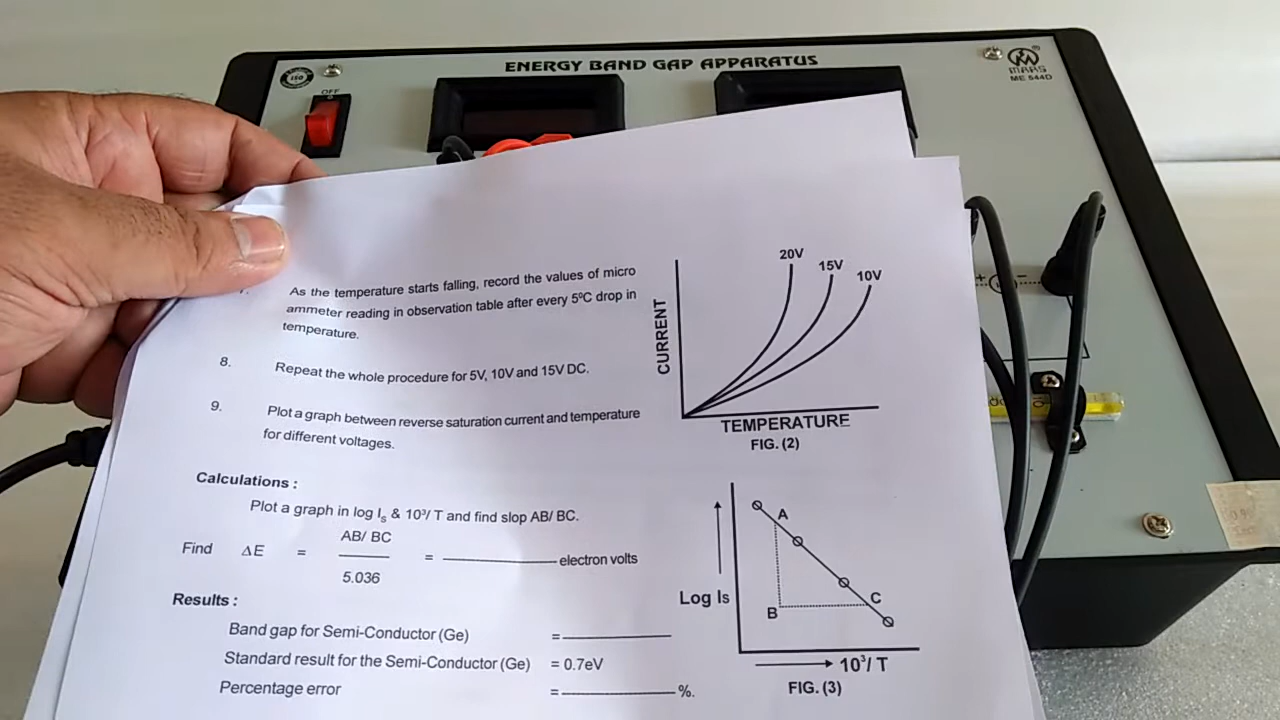 ENERGY BAND GAP APPARATUS
OFF
ISO
MARS
ME 544D
As the temperature starts falling, record the values of micro
ammeter reading in observation table after every 5ºC drop in
temperature.
8. Repeat the whole procedure for 5V, 10V and 15V DC.
9. Plot a graph between reverse saturation current and temperature
for different voltages.
20V
15V
10V
CURRENT
TEMPERATURE
FIG. (2)
Calculations :
Plot a graph in log Is & 10³/ T and find slop AB/ BC.
Find ΔE = AB/ BC = electron volts
5.036
Results :
Band gap for Semi-Conductor (Ge) =
Standard result for the Semi-Conductor (Ge) = 0.7eV
Percentage error = %.
A
B
C
Log Is
10³/ T
FIG. (3)